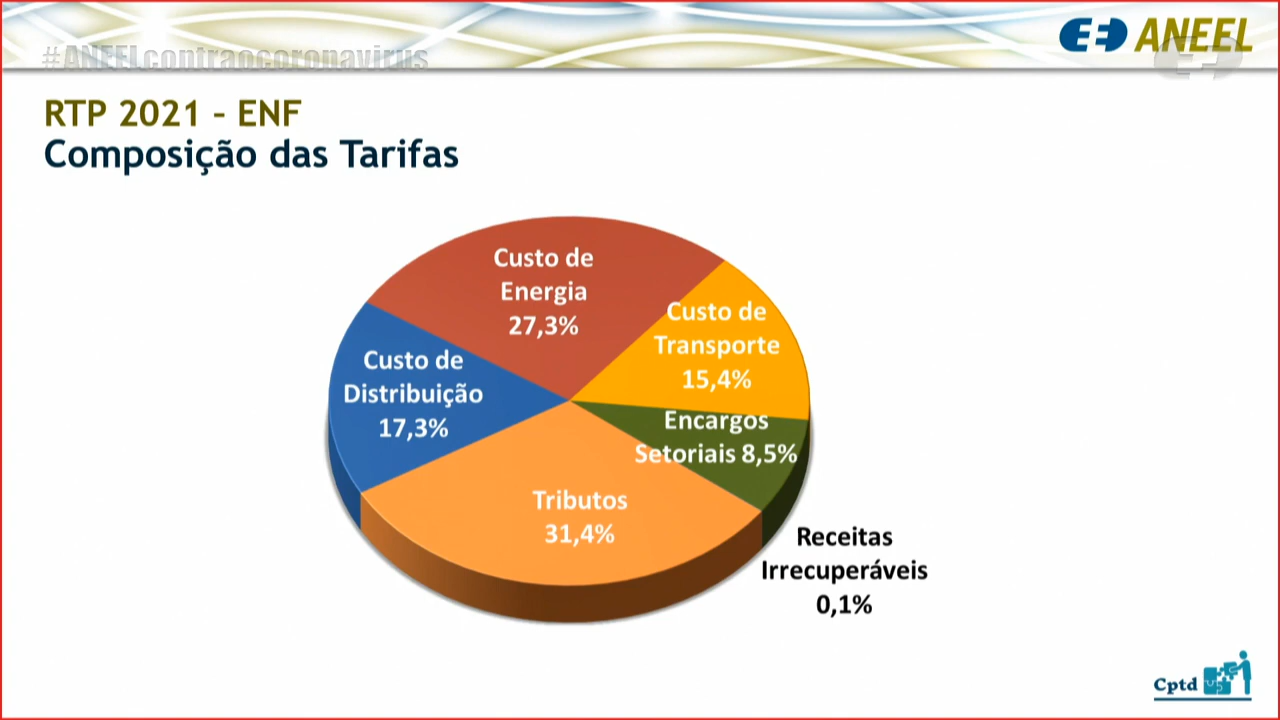 #ANEELcontraocoronavirus
ANEEL
RTP 2021 – ENF
Composição das Tarifas
Custo de
Energia
27,3%
Custo de
Transporte
15,4%
Custo de
Distribuição
17,3%
Encargos
Setoriais 8,5%
Tributos
31,4%
Receitas
Irrecuperáveis
0,1%
Cptd